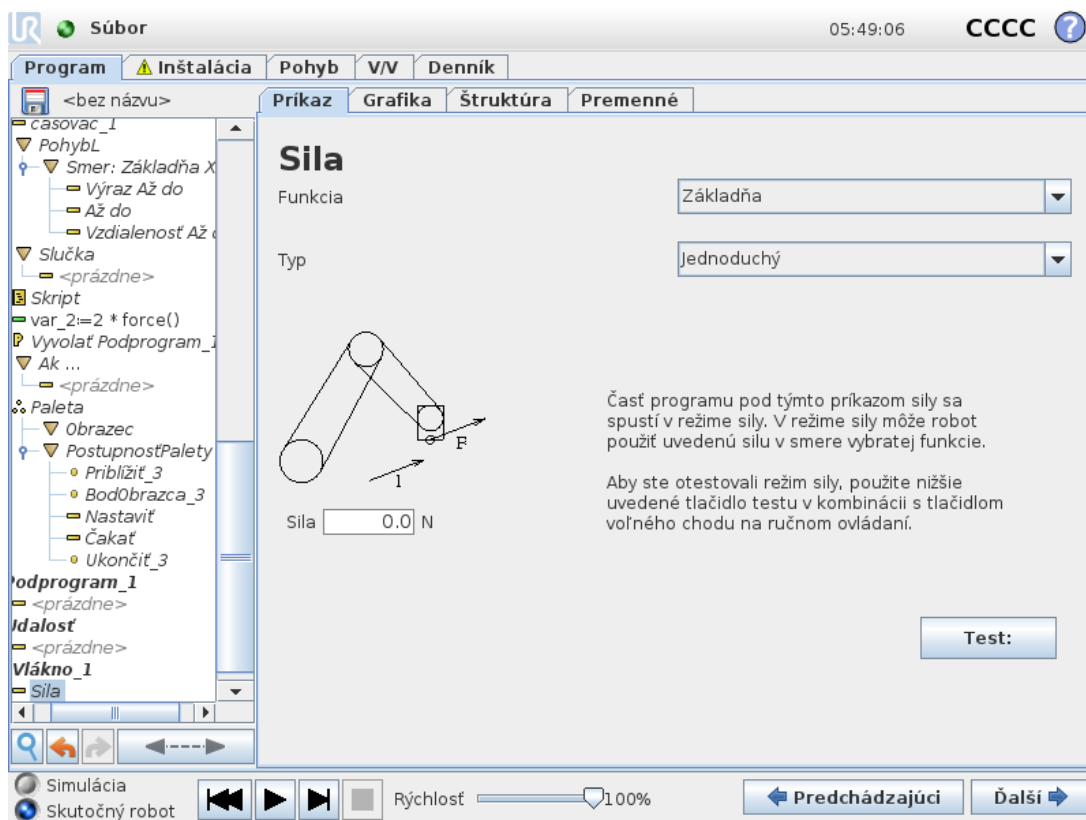 Súbor
05:49:06
CCCC
?
Program
Inštalácia
Pohyb
V/V
Denník
<bez názvu>
Príkaz
Grafika
Štruktúra
Premenné
casovac_1
PohybL
Smer: Základňa X
Výraz Až do
Až do
Vzdialenosť Až
Slučka
<prázdne>
Skript
var_2:=2 * force()
Vyvolať Podprogram_1
Ak ...
<prázdne>
Paleta
Obrazec
PostupnosťPalety
Priblížiť_3
BodObrazca_3
Nastaviť
Čakať
Ukončiť_3
Podprogram_1
<prázdne>
Udalosť
<prázdne>
Vlákno_1
Sila
Sila
Funkcia
Základňa
Typ
Jednoduchý
F
1
Sila 0.0 N
Časť programu pod týmto príkazom sily sa
spustí v režime sily. V režime sily môže robot
použiť uvedenú silu v smere vybratej funkcie.
Aby ste otestovali režim sily, použite nižšie
uvedené tlačidlo testu v kombinácii s tlačidlom
voľného chodu na ručnom ovládaní.
Test:
Simulácia
Skutočný robot
Rýchlosť
100%
Predchádzajúci
Ďalší